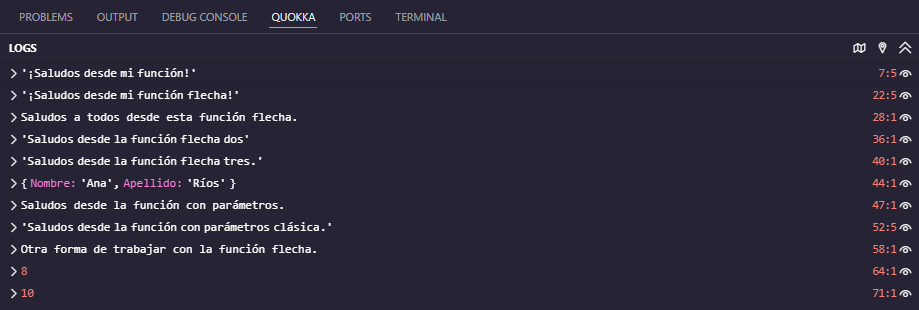 PROBLEMS OUTPUT DEBUG CONSOLE QUOKKA PORTS TERMINAL
LOGS
'¡Saludos desde mi función!' 7:5
'¡Saludos desde mi función flecha!' 22:5
Saludos a todos desde esta función flecha. 28:1
'Saludos desde la función flecha dos' 36:1
'Saludos desde la función flecha tres.' 40:1
{ Nombre: 'Ana', Apellido: 'Ríos' } 44:1
Saludos desde la función con parámetros. 47:1
'Saludos desde la función con parámetros clásica.' 52:5
Otra forma de trabajar con la función flecha. 58:1
8 64:1
10 71:1